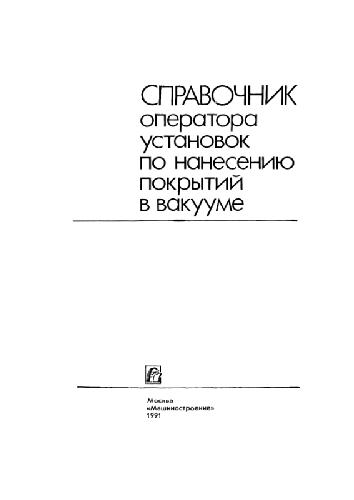 СПРАВОЧНИК
оператора
установок
по нанесению
покрытий
в вакууме
Москва
«Машиностроение»
1991